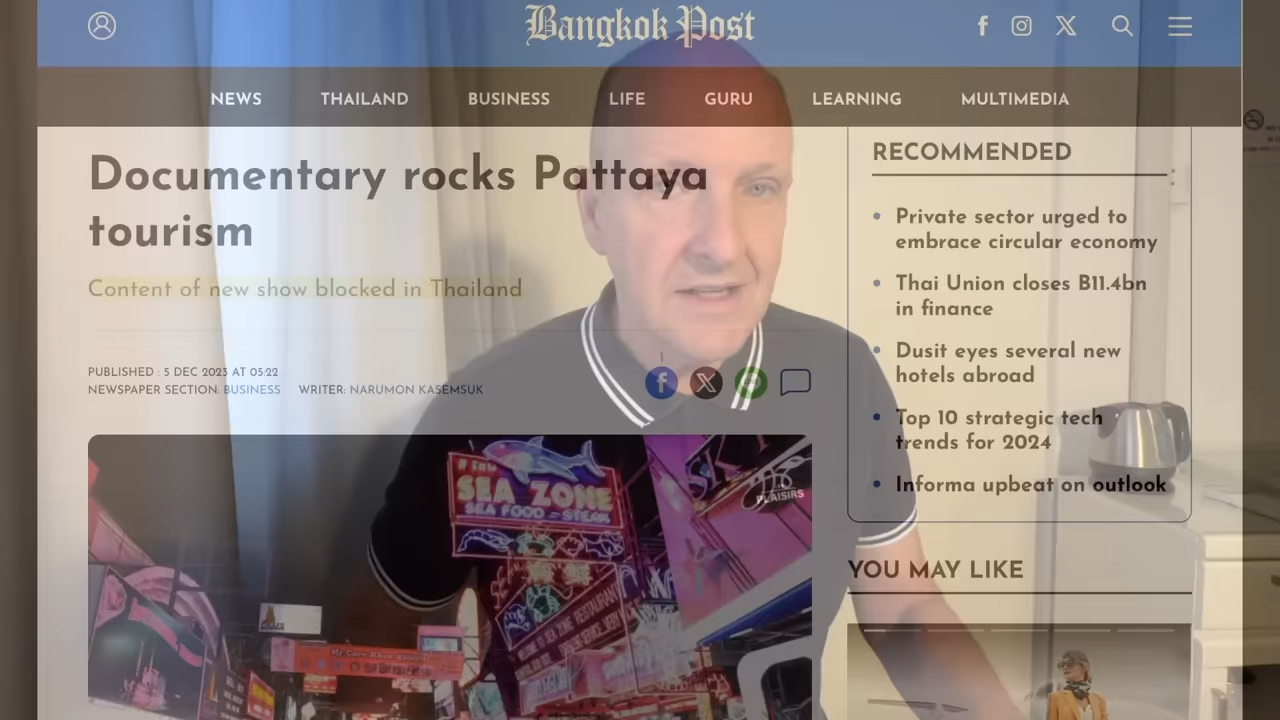 Bangkok Post
NEWS THAILAND BUSINESS LIFE GURU LEARNING MULTIMEDIA
Documentary rocks Pattaya
tourism
Content of new show blocked in Thailand
PUBLISHED : 5 DEC 2023 AT 05:22
NEWSPAPER SECTION: BUSINESS WRITER: NARUMON KASEMSUK
1
SEA ZONE
SEA FOOD - STEAK
PLAISIRS
RECOMMENDED
Private sector urged to
embrace circular economy
Thai Union closes B11.4bn
in finance
Dusit eyes several new
hotels abroad
Top 10 strategic tech
trends for 2024
Informa upbeat on outlook
YOU MAY LIKE